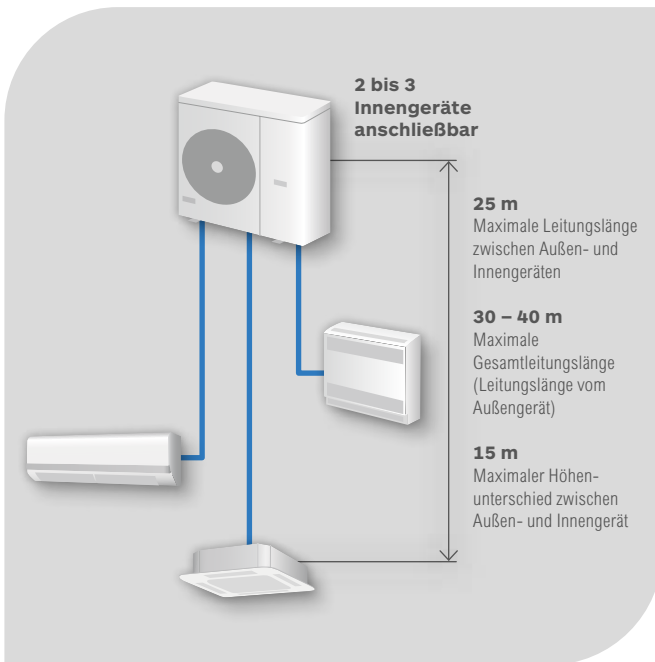 2 bis 3
Innengeräte
anschließbar
25 m
Maximale Leitungslänge
zwischen Außen- und
Innengeräten
30 – 40 m
Maximale
Gesamtleitungslänge
(Leitungslänge vom
Außengerät)
15 m
Maximaler Höhen-
unterschied zwischen
Außen- und Innengerät